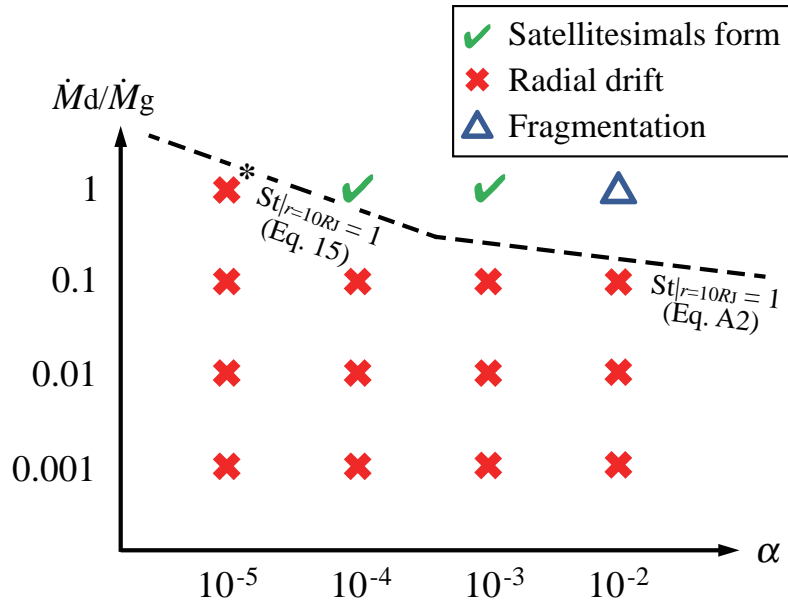 Satellitesimals form
Radial drift
Fragmentation
Ṁd/Ṁg
1
*
St|r=10RJ = 1
(Eq. 15)
0.1
St|r=10RJ = 1
(Eq. A2)
0.01
0.001
α
10-5
10-4
10-3
10-2